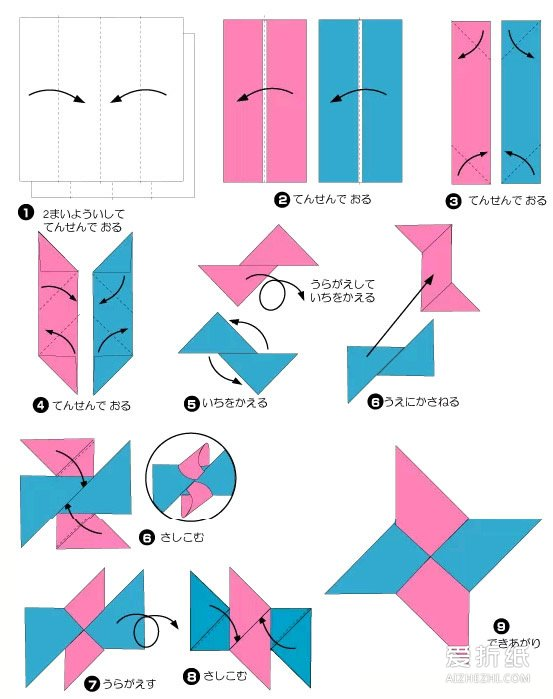 ❶ 2まいよういして
てんせんで おる
❷ てんせんで おる
❸ てんせんで おる
❹ てんせんで おる
うらがえして
いちをかえる
❺ いちをかえる
❻ うえにかさねる
❻ さしこむ
❼ うらがえす
❽ さしこむ
❾
できあがり
爱折纸
AIZHEZHI.COM